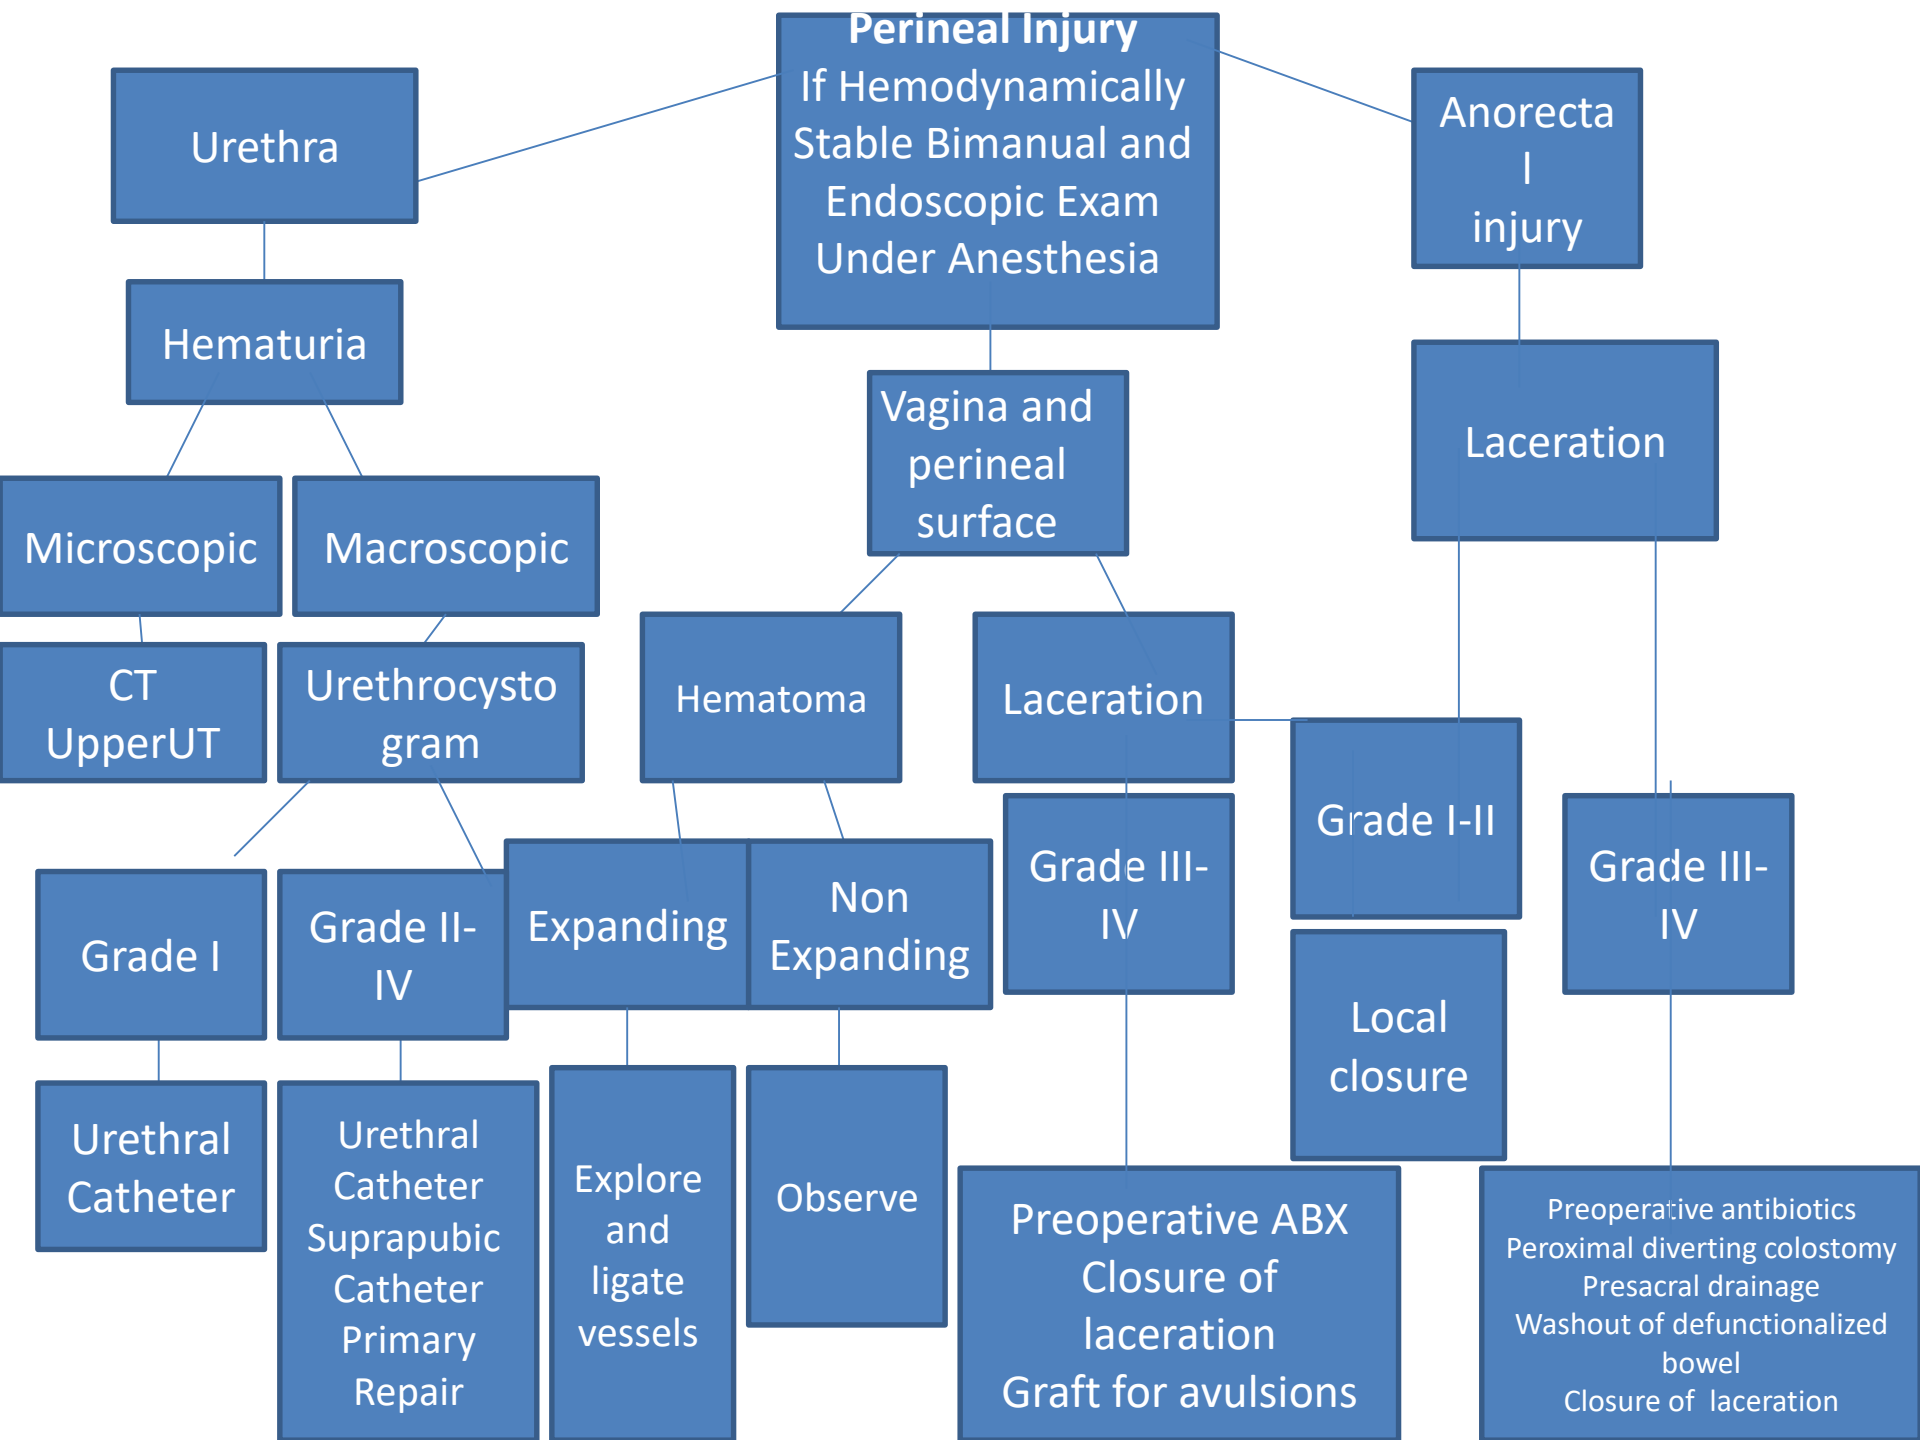 Perineal Injury
If Hemodynamically
Stable Bimanual and
Endoscopic Exam
Under Anesthesia
Urethra
Anorecta
l
injury
Hematuria
Vagina and
perineal
surface
Laceration
Microscopic
Macroscopic
CT
UpperUT
Urethrocysto
gram
Hematoma
Laceration
Grade I-II
Grade I
Grade II-
IV
Expanding
Non
Expanding
Grade III-
IV
Grade III-
IV
Local
closure
Urethral
Catheter
Urethral
Catheter
Suprapubic
Catheter
Primary
Repair
Explore
and
ligate
vessels
Observe
Preoperative ABX
Closure of
laceration
Graft for avulsions
Preoperative antibiotics
Peroximal diverting colostomy
Presacral drainage
Washout of defunctionalized
bowel
Closure of laceration